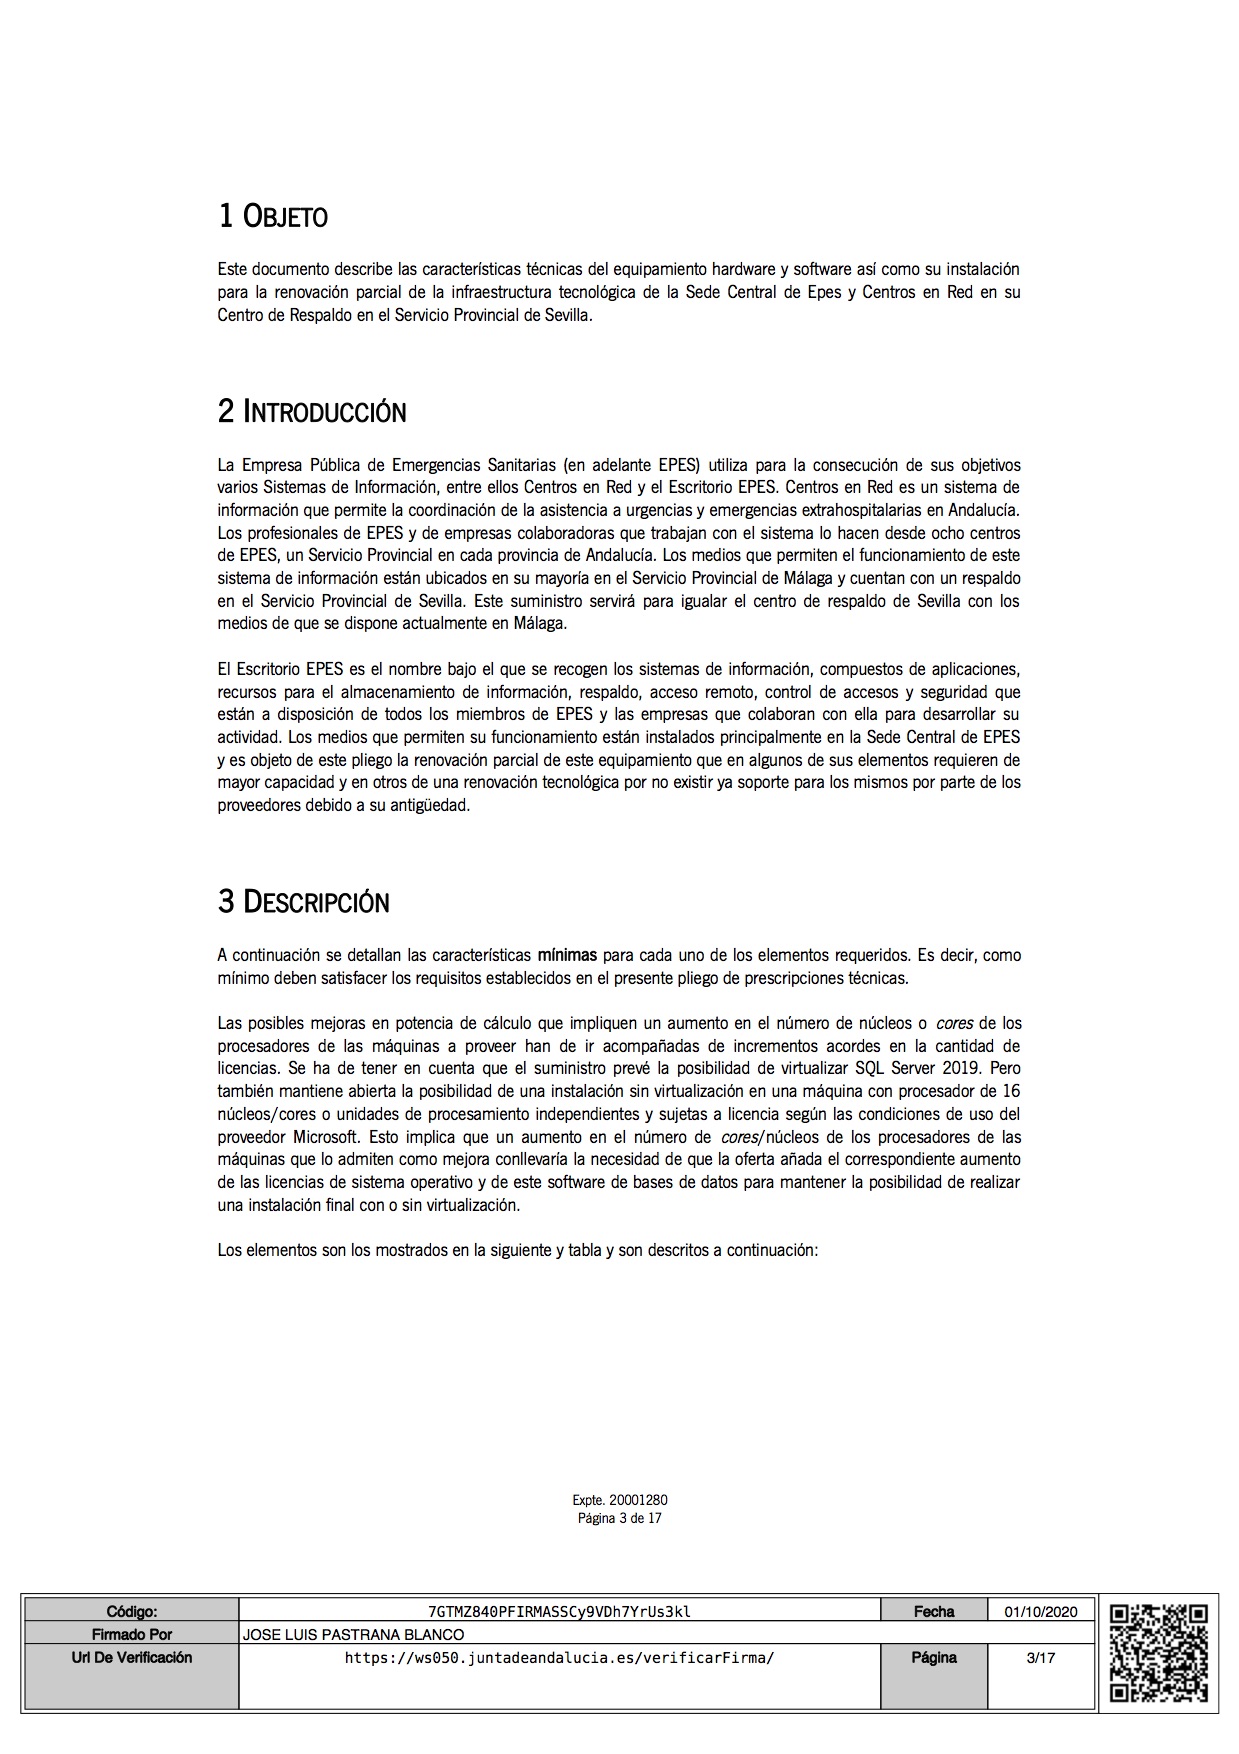 1 OBJETO
Este documento describe las características técnicas del equipamiento hardware y software así como su instalación
para la renovación parcial de la infraestructura tecnológica de la Sede Central de Epes y Centros en Red en su
Centro de Respaldo en el Servicio Provincial de Sevilla.
2 INTRODUCCIÓN
La Empresa Pública de Emergencias Sanitarias (en adelante EPES) utiliza para la consecución de sus objetivos
varios Sistemas de Información, entre ellos Centros en Red y el Escritorio EPES. Centros en Red es un sistema de
información que permite la coordinación de la asistencia a urgencias y emergencias extrahospitalarias en Andalucía.
Los profesionales de EPES y de empresas colaboradoras que trabajan con el sistema lo hacen desde ocho centros
de EPES, un Servicio Provincial en cada provincia de Andalucía. Los medios que permiten el funcionamiento de este
sistema de información están ubicados en su mayoría en el Servicio Provincial de Málaga y cuentan con un respaldo
en el Servicio Provincial de Sevilla. Este suministro servirá para igualar el centro de respaldo de Sevilla con los
medios de que se dispone actualmente en Málaga.
El Escritorio EPES es el nombre bajo el que se recogen los sistemas de información, compuestos de aplicaciones,
recursos para el almacenamiento de información, respaldo, acceso remoto, control de accesos y seguridad que
están a disposición de todos los miembros de EPES y las empresas que colaboran con ella para desarrollar su
actividad. Los medios que permiten su funcionamiento están instalados principalmente en la Sede Central de EPES
y es objeto de este pliego la renovación parcial de este equipamiento que en algunos de sus elementos requieren de
mayor capacidad y en otros de una renovación tecnológica por no existir ya soporte para los mismos por parte de los
proveedores debido a su antigüedad.
3 DESCRIPCIÓN
A continuación se detallan las características mínimas para cada uno de los elementos requeridos. Es decir, como
mínimo deben satisfacer los requisitos establecidos en el presente pliego de prescripciones técnicas.
Las posibles mejoras en potencia de cálculo que impliquen un aumento en el número de núcleos o cores de los
procesadores de las máquinas a proveer han de ir acompañadas de incrementos acordes en la cantidad de
licencias. Se ha de tener en cuenta que el suministro prevé la posibilidad de virtualizar SQL Server 2019. Pero
también mantiene abierta la posibilidad de una instalación sin virtualización en una máquina con procesador de 16
núcleos/cores o unidades de procesamiento independientes y sujetas a licencia según las condiciones de uso del
proveedor Microsoft. Esto implica que un aumento en el número de cores/núcleos de los procesadores de las
máquinas que lo admiten como mejora conllevaría la necesidad de que la oferta añada el correspondiente aumento
de las licencias de sistema operativo y de este software de bases de datos para mantener la posibilidad de realizar
una instalación final con o sin virtualización.
Los elementos son los mostrados en la siguiente y tabla y son descritos a continuación:
Expte. 20001280
Página 3 de 17
Código: 7GTMZ840PFIRMASSCy9VDh7YrUs3kl Fecha 01/10/2020
Firmado Por JOSE LUIS PASTRANA BLANCO
Url De Verificación https://ws050.juntadeandalucia.es/verificarFirma/ Página 3/17